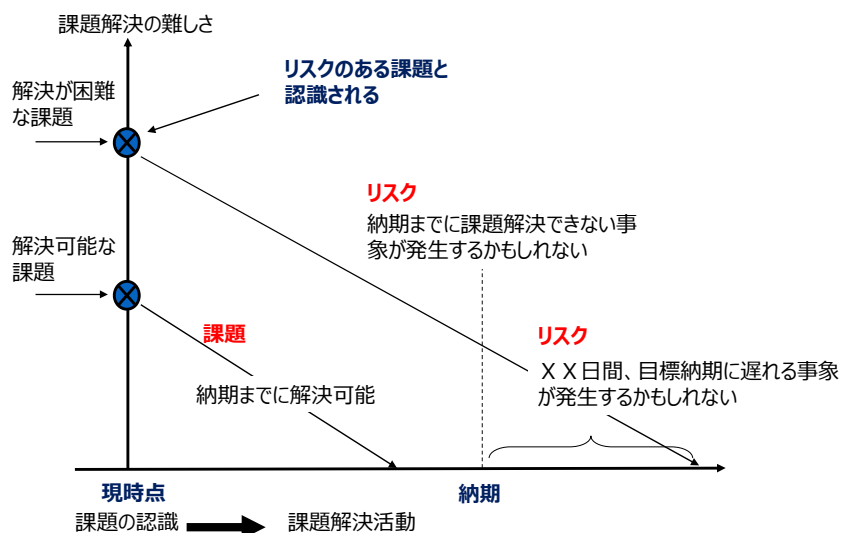 課題解決の難しさ
リスクのある課題と
認識される
解決が困難
な課題
リスク
納期までに課題解決できない事
象が発生するかもしれない
解決可能な
課題
課題
リスク
ⅩⅩ日間、目標納期に遅れる事象
が発生するかもしれない
納期までに解決可能
現時点
納期
課題の認識
課題解決活動